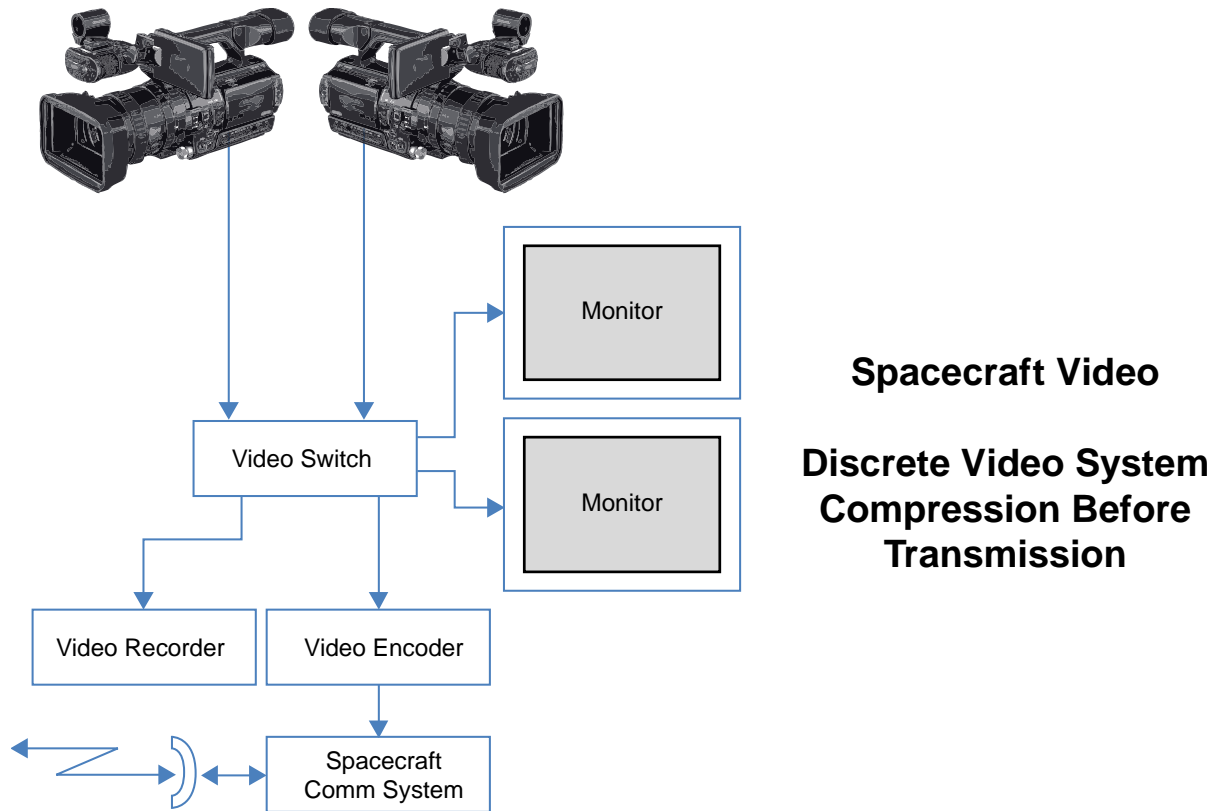 Monitor
Spacecraft Video
Video Switch
Monitor
Discrete Video System
Compression Before
Transmission
Video Recorder
Video Encoder
Spacecraft
Comm System